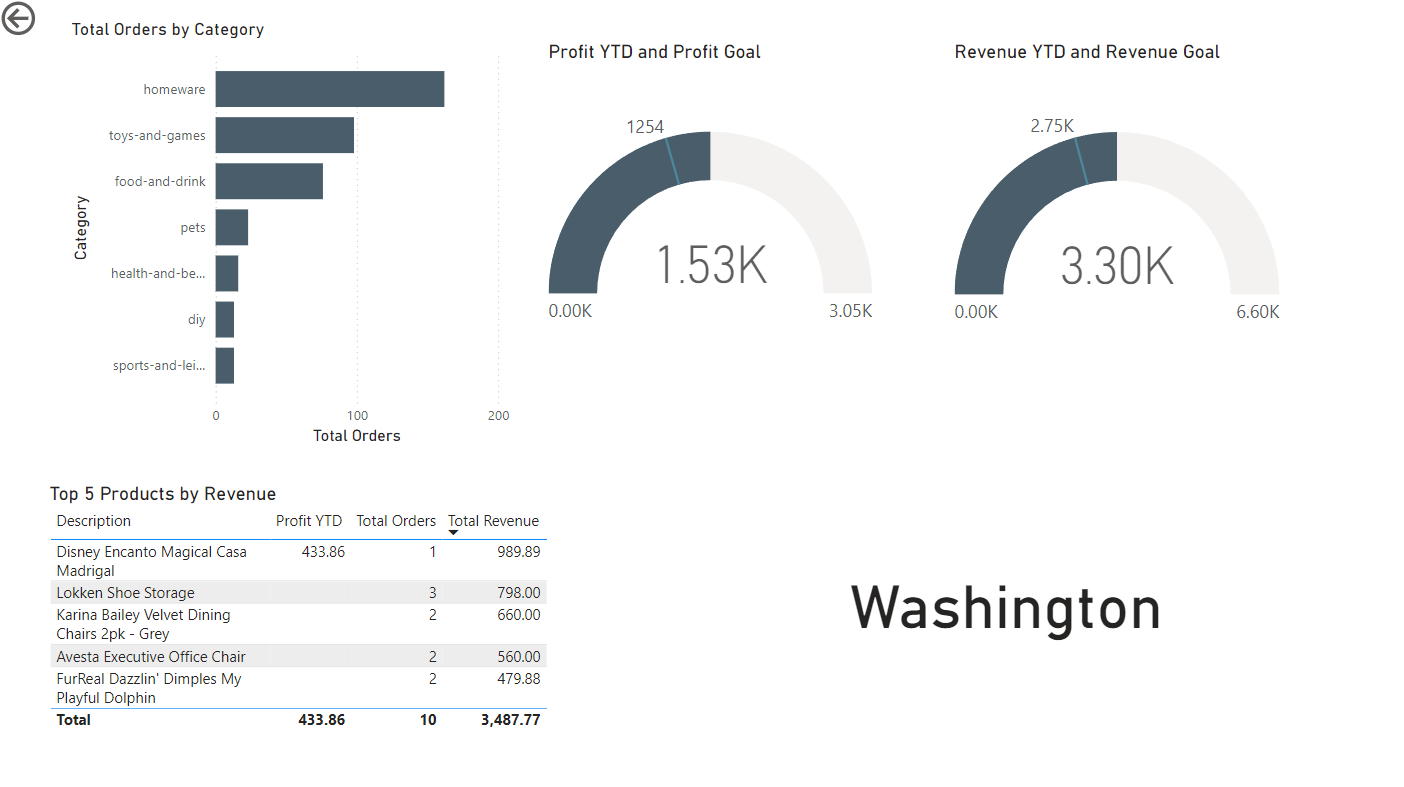 Total Orders by Category
Category
homeware
toys-and-games
food-and-drink
pets
health-and-be...
diy
sports-and-lei...
0 100 200
Total Orders
Profit YTD and Profit Goal
1254
1.53K
0.00K 3.05K
Revenue YTD and Revenue Goal
2.75K
3.30K
0.00K 6.60K
Top 5 Products by Revenue
Description Profit YTD Total Orders Total Revenue
Disney Encanto Magical Casa 433.86 1 989.89
Madrigal
Lokken Shoe Storage 3 798.00
Karina Bailey Velvet Dining 2 660.00
Chairs 2pk - Grey
Avesta Executive Office Chair 2 560.00
FurReal Dazzlin' Dimples My 2 479.88
Playful Dolphin
Total 433.86 10 3,487.77
Washington